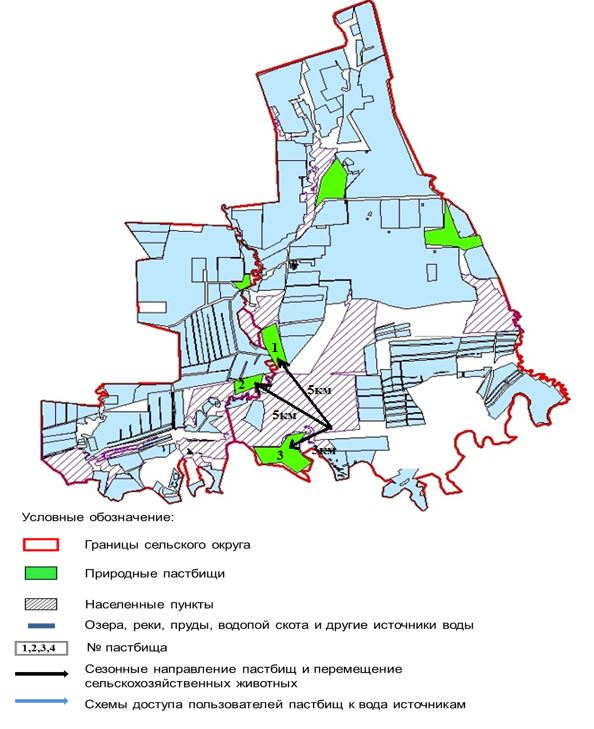 1
2
5км
5км
3
3км
Условные обозначение:
Границы сельского округа
Природные пастбищи
Населенные пункты
Озера, реки, пруды, водопой скота и другие источники воды
1,2,3,4 № пастбища
Сезонные направление пастбищ и перемещение
сельскохозяйственных животных
Схемы доступа пользователей пастбищ к вода источникам